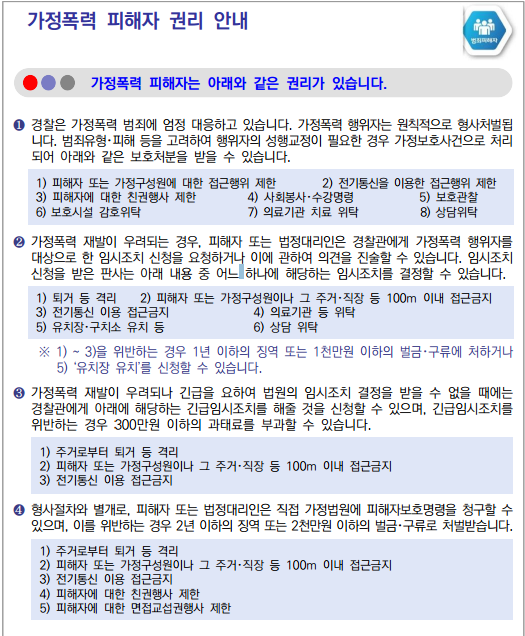 가정폭력 피해자 권리 안내
범죄피해자
가정폭력 피해자는 아래와 같은 권리가 있습니다.
❶ 경찰은 가정폭력 범죄에 엄정 대응하고 있습니다. 가정폭력 행위자는 원칙적으로 형사처벌됩
니다. 범죄유형·피해 등을 고려하여 행위자의 성행교정이 필요한 경우 가정보호사건으로 처리
되어 아래와 같은 보호처분을 받을 수 있습니다.
1) 피해자 또는 가정구성원에 대한 접근행위 제한 2) 전기통신을 이용한 접근행위 제한
3) 피해자에 대한 친권행사 제한 4) 사회봉사·수강명령 5) 보호관찰
6) 보호시설 감호위탁 7) 의료기관 치료 위탁 8) 상담위탁
❷ 가정폭력 재발이 우려되는 경우, 피해자 또는 법정대리인은 경찰관에게 가정폭력 행위자를
대상으로 한 임시조치 신청을 요청하거나 이에 관하여 의견을 진술할 수 있습니다. 임시조치
신청을 받은 판사는 아래 내용 중 어느 하나에 해당하는 임시조치를 결정할 수 있습니다.
1) 퇴거 등 격리 2) 피해자 또는 가정구성원이나 그 주거·직장 등 100m 이내 접근금지
3) 전기통신 이용 접근금지 4) 의료기관 등 위탁
5) 유치장·구치소 유치 등 6) 상담 위탁
※ 1) ~ 3)을 위반하는 경우 1년 이하의 징역 또는 1천만원 이하의 벌금·구류에 처하거나
5) '유치장 유치'를 신청할 수 있습니다.
❸ 가정폭력 재발이 우려되나 긴급을 요하여 법원의 임시조치 결정을 받을 수 없을 때에는
경찰관에게 아래에 해당하는 긴급임시조치를 해줄 것을 신청할 수 있으며, 긴급임시조치를
위반하는 경우 300만원 이하의 과태료를 부과할 수 있습니다.
1) 주거로부터 퇴거 등 격리
2) 피해자 또는 가정구성원이나 그 주거·직장 등 100m 이내 접근금지
3) 전기통신 이용 접근금지
❹ 형사절차와 별개로, 피해자 또는 법정대리인은 직접 가정법원에 피해자보호명령을 청구할 수
있으며, 이를 위반하는 경우 2년 이하의 징역 또는 2천만원 이하의 벌금·구류로 처벌받습니다.
1) 주거로부터 퇴거 등 격리
2) 피해자 또는 가정구성원이나 그 주거·직장 등 100m 이내 접근금지
3) 전기통신 이용 접근금지
4) 피해자에 대한 친권행사 제한
5) 피해자에 대한 면접교섭권행사 제한